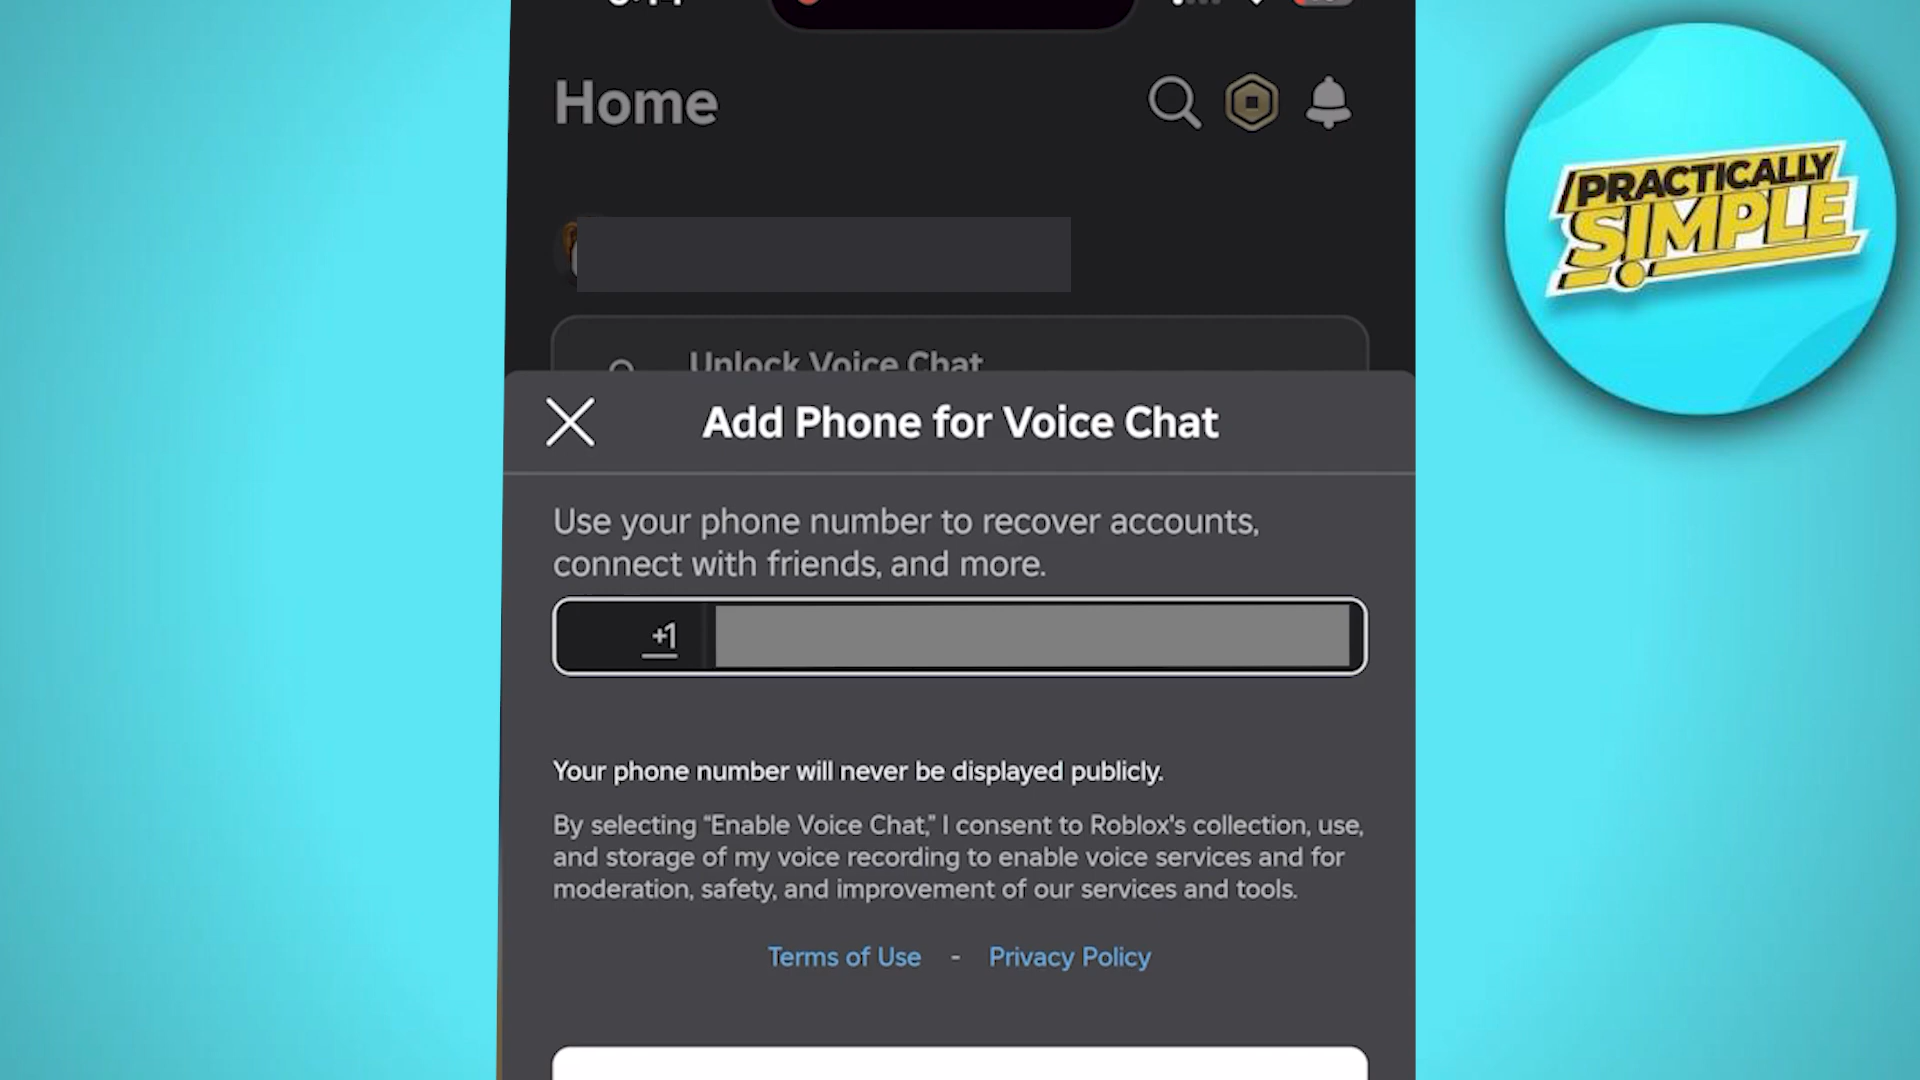 Home
PRACTICALLY
SIMPLE
Unlock Voice Chat
Add Phone for Voice Chat
Use your phone number to recover accounts,
connect with friends, and more.
+1
Your phone number will never be displayed publicly.
By selecting “Enable Voice Chat,” I consent to Roblox's collection, use,
and storage of my voice recording to enable voice services and for
moderation, safety, and improvement of our services and tools.
Terms of Use - Privacy Policy